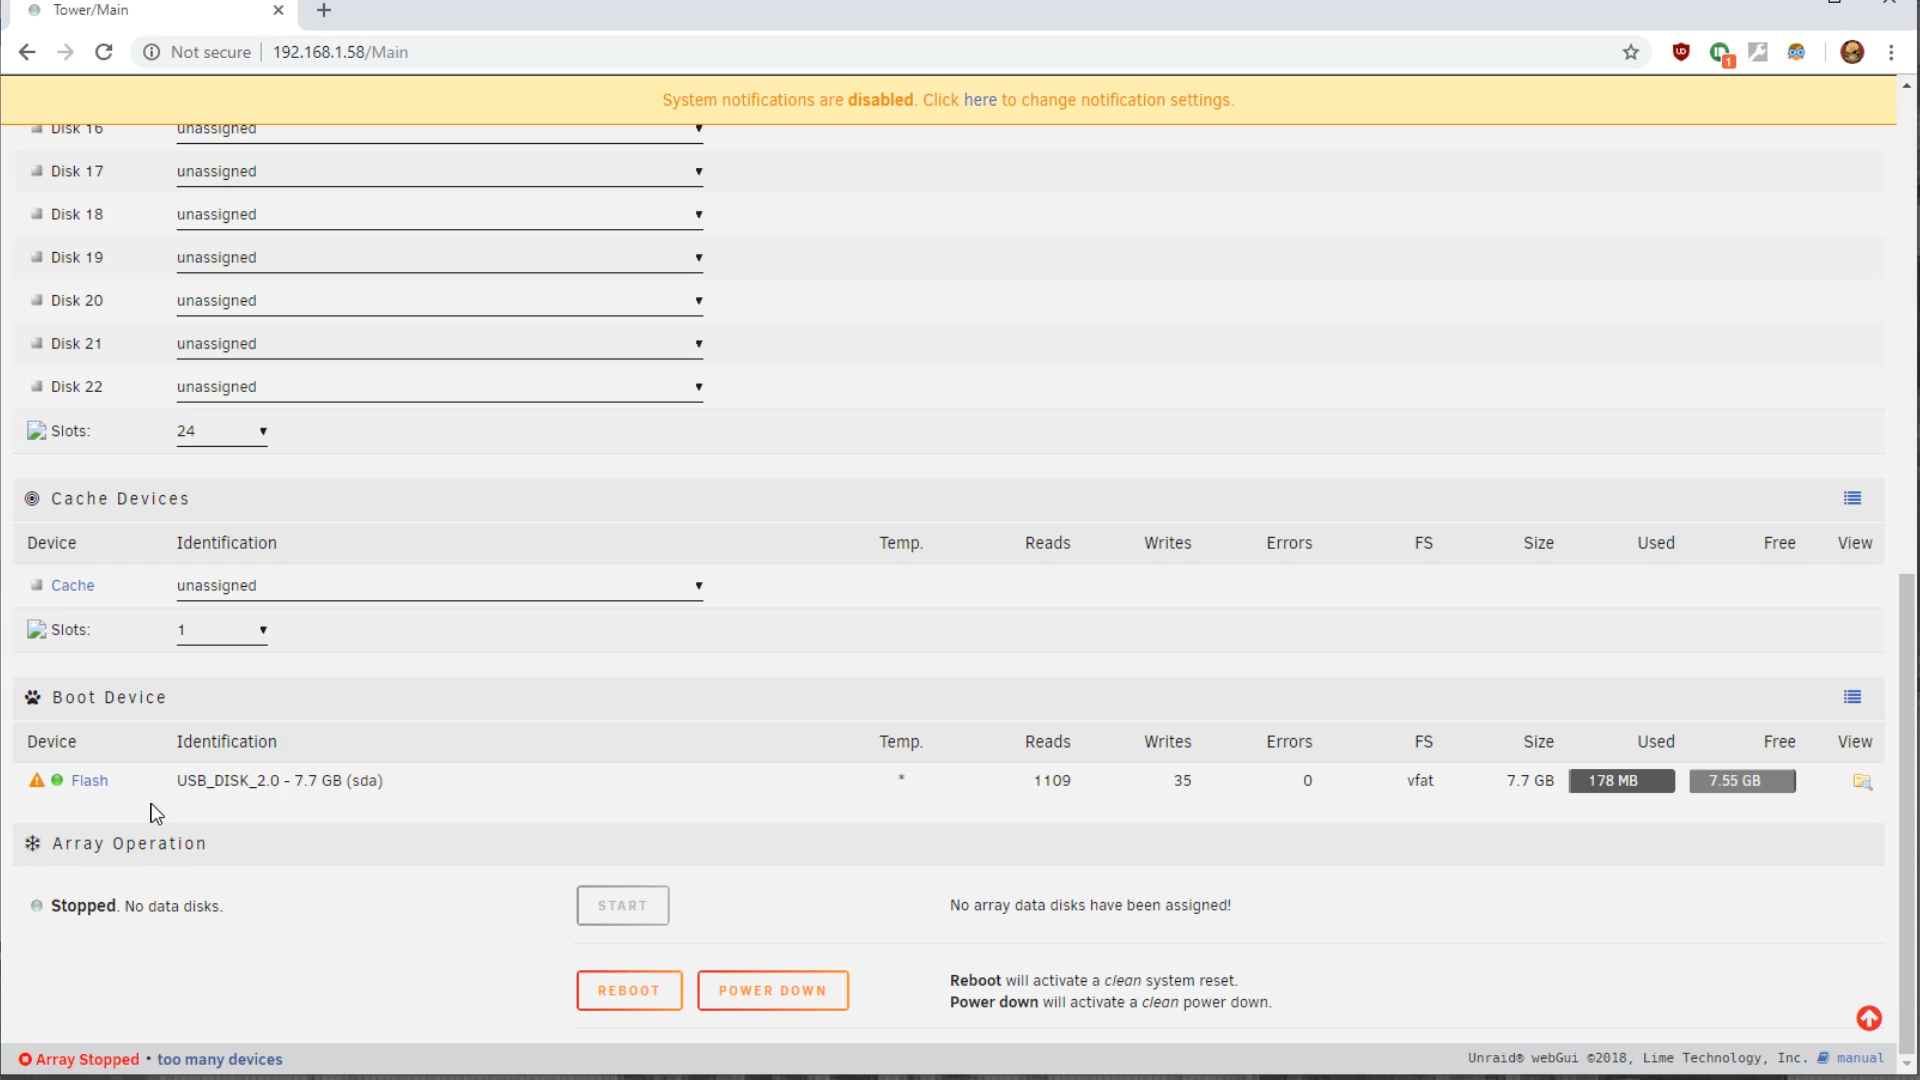 Tower/Main
Not secure 192.168.1.58/Main
1
System notifications are disabled. Click here to change notification settings.
Disk 16 unassigned
Disk 17 unassigned
Disk 18 unassigned
Disk 19 unassigned
Disk 20 unassigned
Disk 21 unassigned
Disk 22 unassigned
Slots: 24
Cache Devices
Device Identification Temp. Reads Writes Errors FS Size Used Free View
Cache unassigned
Slots: 1
Boot Device
Device Identification Temp. Reads Writes Errors FS Size Used Free View
Flash USB_DISK_2.0 - 7.7 GB (sda) * 1109 35 0 vfat 7.7 GB 178 MB 7.55 GB
Array Operation
Stopped. No data disks. START No array data disks have been assigned!
REBOOT POWER DOWN Reboot will activate a clean system reset.
Power down will activate a clean power down.
Array Stopped • too many devices Unraid® webGui ©2018, Lime Technology, Inc. manual